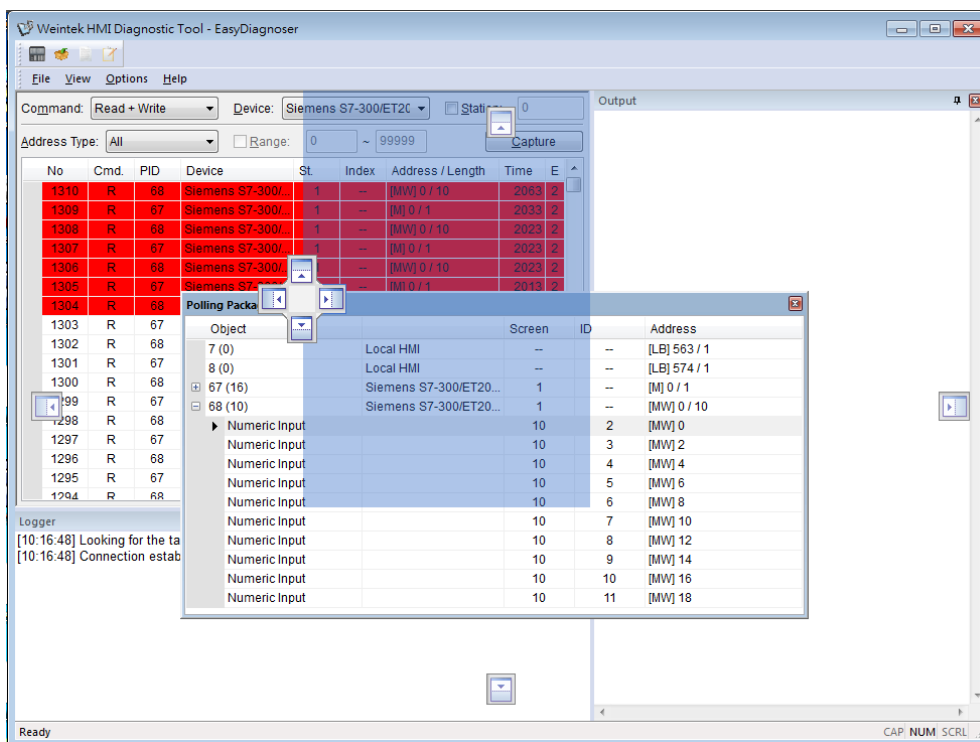 Weintek HMI Diagnostic Tool - EasyDiagnoser
File View Options Help
Command: Read + Write Device: Siemens S7-300/ET20 Station: 0
Address Type: All Range: 0 ~ 99999 Capture
No Cmd. PID Device St. Index Address / Length Time E
1310 R 68 Siemens S7-300/... 1 -- [MW] 0 / 10 2063 2
1309 R 67 Siemens S7-300/... 1 -- [M] 0 / 1 2033 2
1308 R 68 Siemens S7-300/... 1 -- [MW] 0 / 10 2023 2
1307 R 67 Siemens S7-300/... 1 -- [M] 0 / 1 2023 2
1306 R 68 Siemens S7-300/... 1 -- [MW] 0 / 10 2023 2
1305 R 67 Siemens S7-300/... 1 -- [M] 0 / 1 2013 2
1304 R 68
1303 R 67
1302 R 68
1301 R 67
1300 R 68
1299 R 67
1298 R 68
1297 R 67
1296 R 68
1295 R 67
1294 R 68
Output
Polling
Object Screen ID Address
7 (0) Local HMI -- -- [LB] 563 / 1
8 (0) Local HMI -- -- [LB] 574 / 1
67 (16) Siemens S7-300/ET20... 1 -- [M] 0 / 1
68 (10) Siemens S7-300/ET20... 1 -- [MW] 0 / 10
Numeric Input 10 2 [MW] 0
Numeric Input 10 3 [MW] 2
Numeric Input 10 4 [MW] 4
Numeric Input 10 5 [MW] 6
Numeric Input 10 6 [MW] 8
Numeric Input 10 7 [MW] 10
Numeric Input 10 8 [MW] 12
Numeric Input 10 9 [MW] 14
Numeric Input 10 10 [MW] 16
Numeric Input 10 11 [MW] 18
Logger
[10:16:48] Looking for the ta
[10:16:48] Connection estab
Ready CAP NUM SCRL